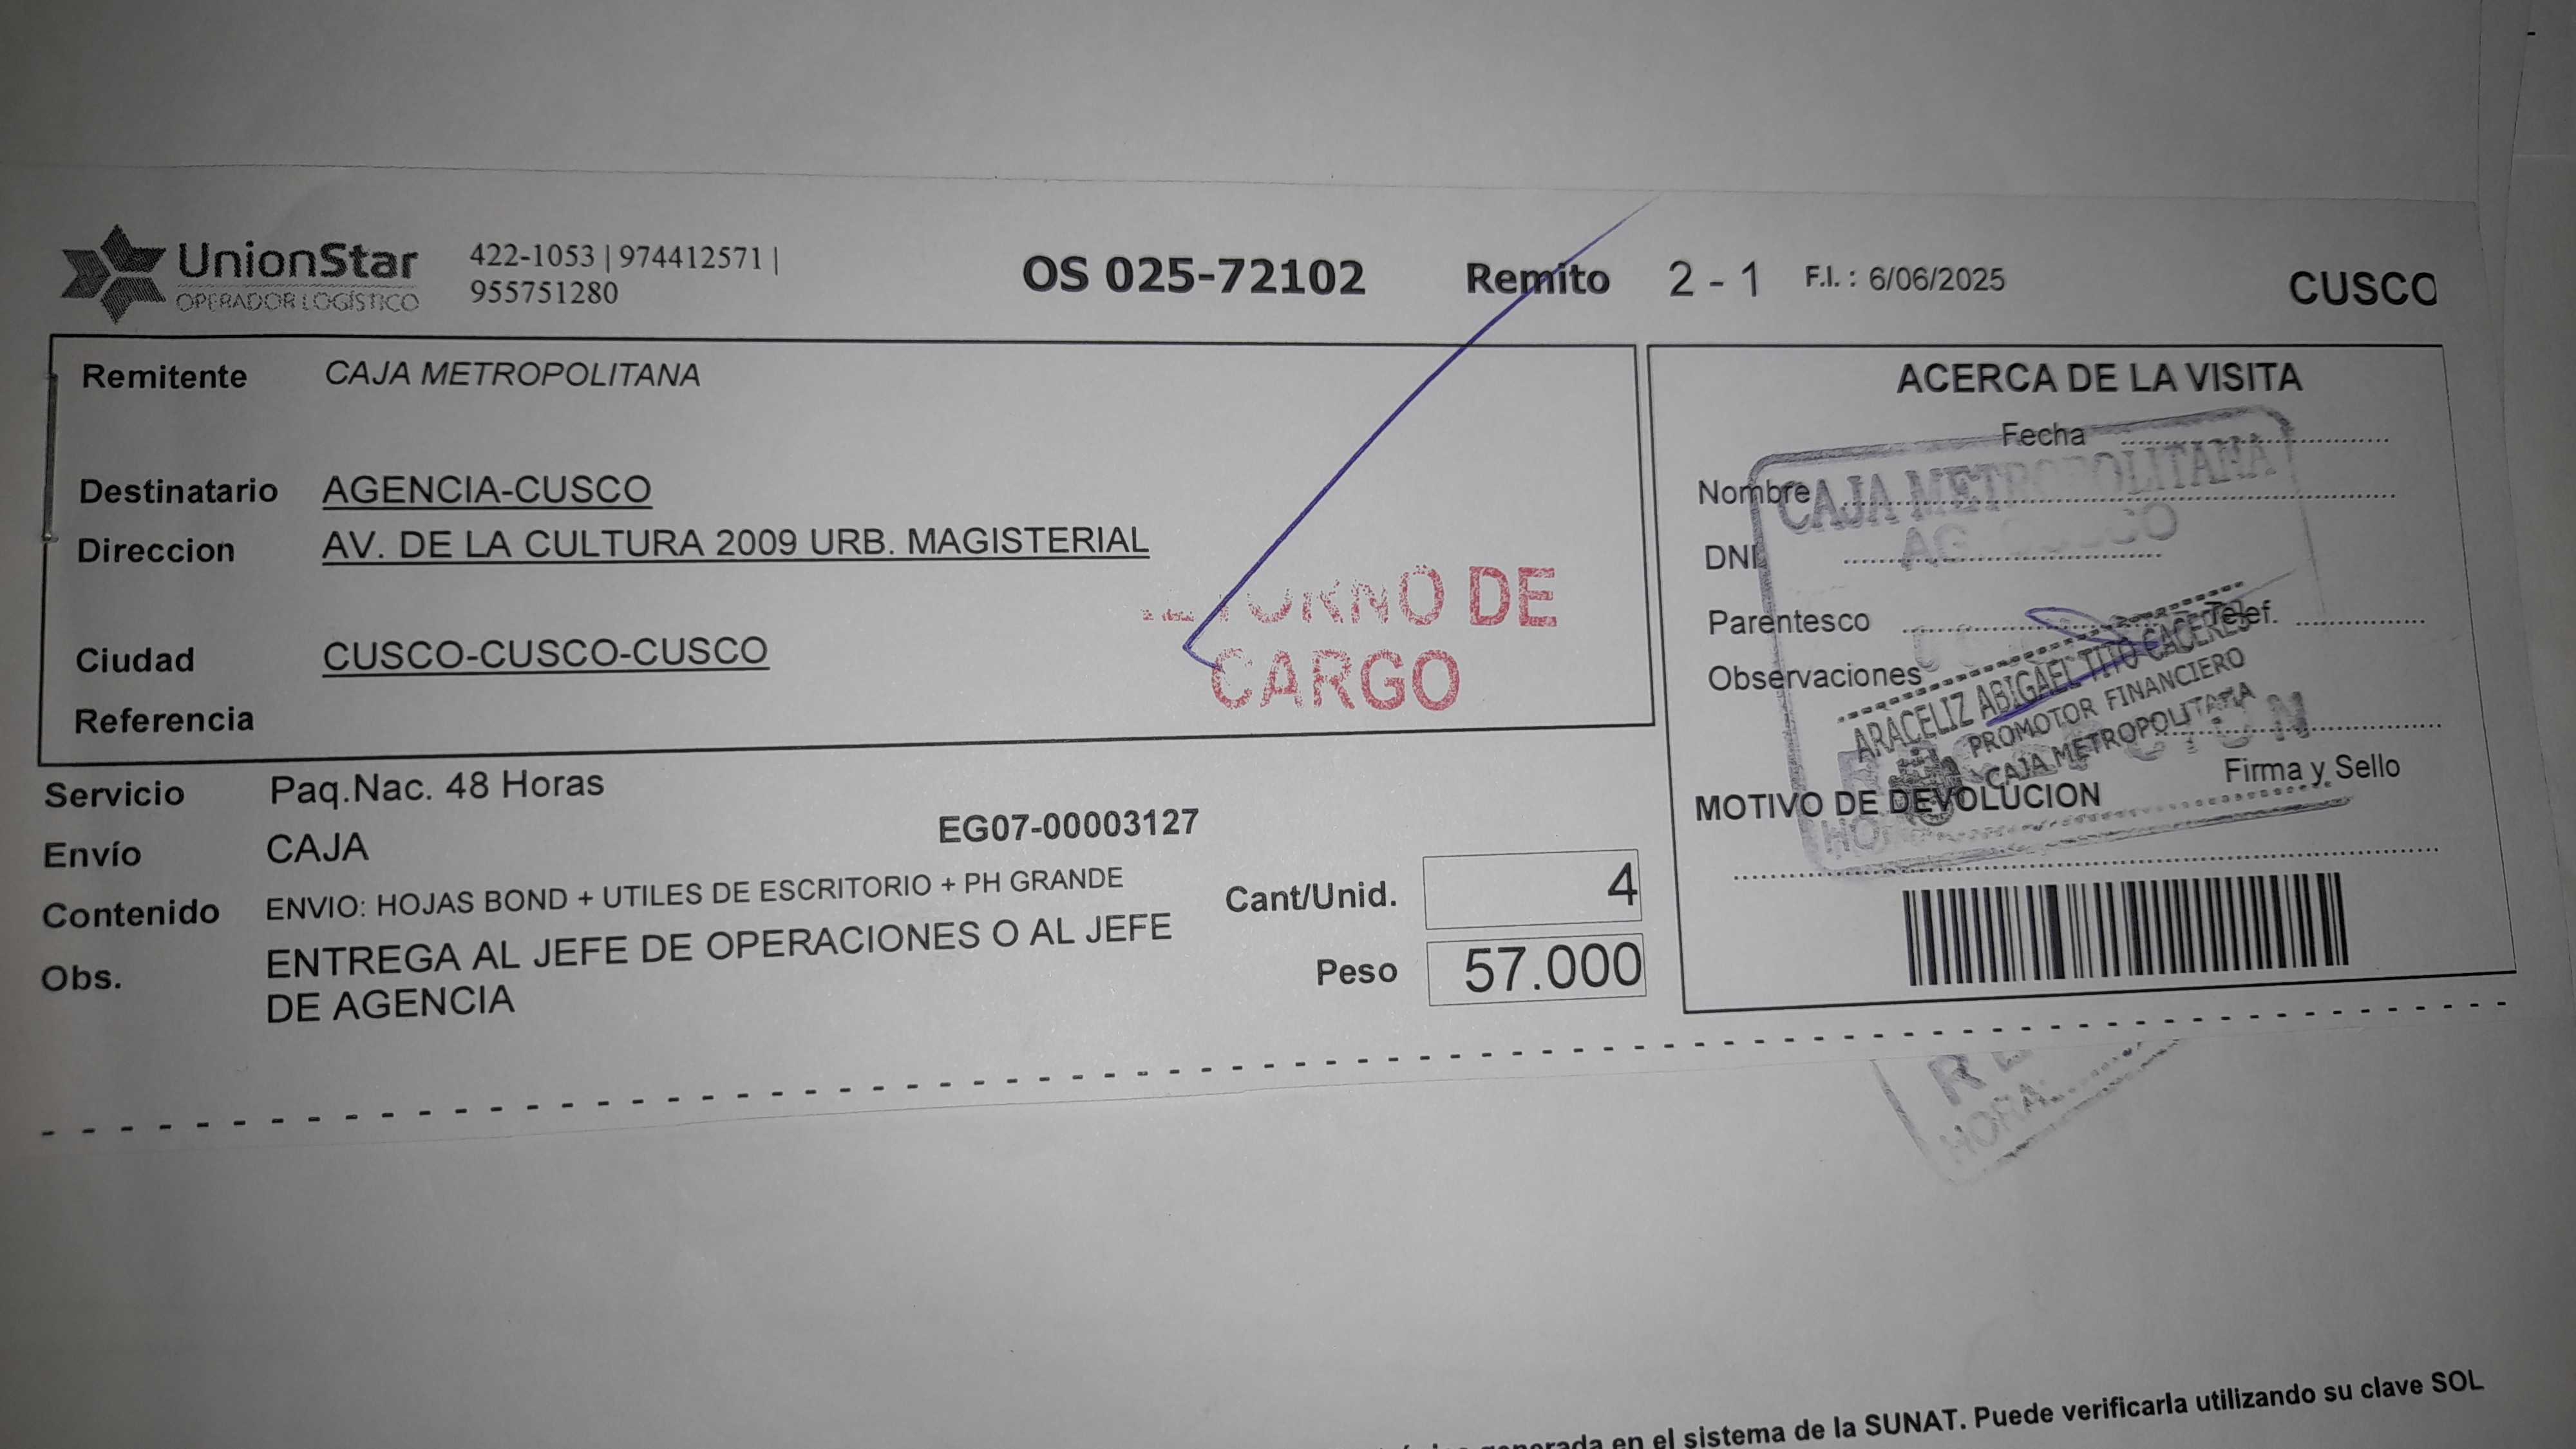 UnionStar
OPERADOR LOGÍSTICO
422-1053 | 974412571 |
955751280
OS 025-72102 Remito 2 - 1 F.I. : 6/06/2025 CUSCO
Remitente CAJA METROPOLITANA
Destinatario AGENCIA-CUSCO
Direccion AV. DE LA CULTURA 2009 URB. MAGISTERIAL
Ciudad CUSCO-CUSCO-CUSCO
Referencia
RETORNO DE
CARGO
Servicio Paq.Nac. 48 Horas
Envío CAJA
EG07-00003127
Contenido ENVIO: HOJAS BOND + UTILES DE ESCRITORIO + PH GRANDE
Obs. ENTREGA AL JEFE DE OPERACIONES O AL JEFE
DE AGENCIA
Cant/Unid. 4
Peso 57.000
ACERCA DE LA VISITA
Fecha
Nombre
DNI
Parentesco Telef.
Observaciones
Firma y Sello
MOTIVO DE DEVOLUCION
CAJA METROPOLITANA
AG. CUSCO
ARACELIZ ABIGAEL TITO CACERES
PROMOTOR FINANCIERO
CAJA METROPOLITANA
HORA:
en el sistema de la SUNAT. Puede verificarla utilizando su clave SOL